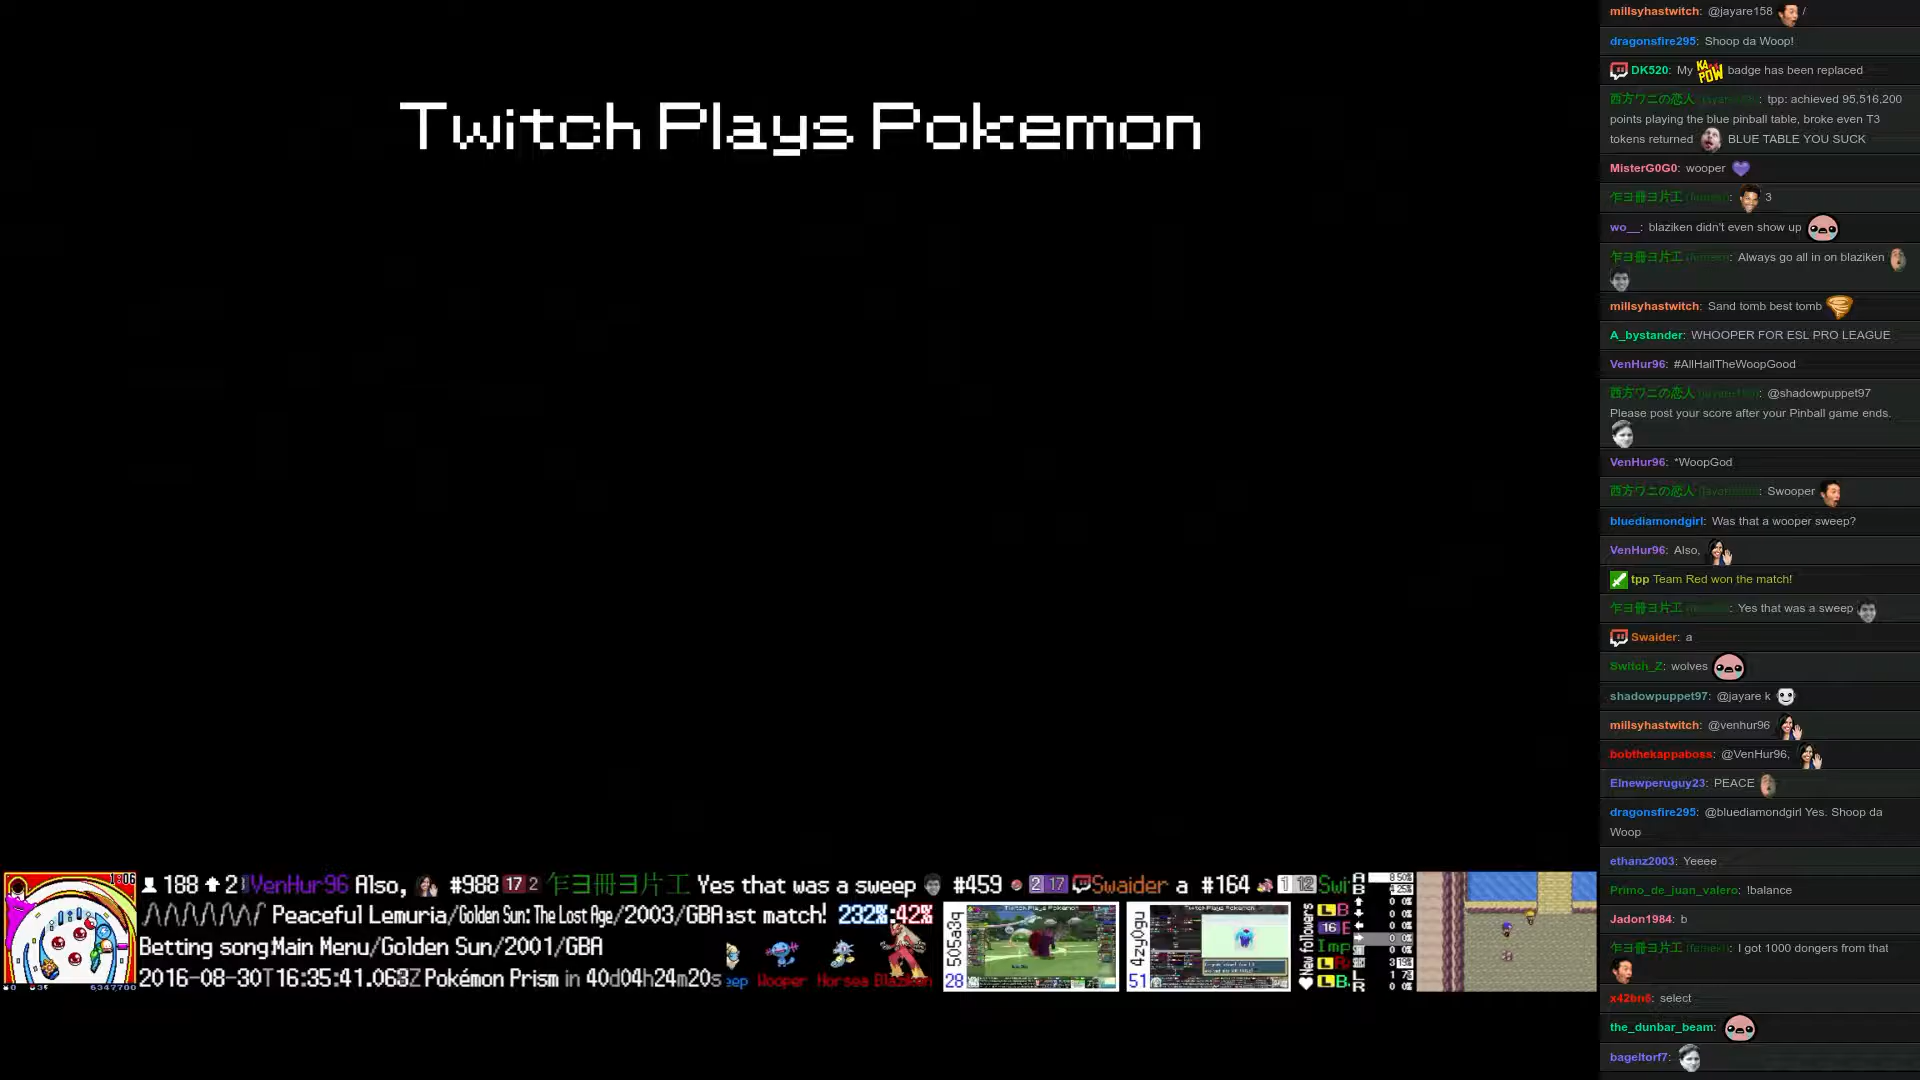 Twitch Plays Pokemon
millsyhastwitch: @jayare158 /
dragonsfire295: Shoop da Woop!
DK520: My KAPOW badge has been replaced
西方ワニの恋人: tpp: achieved 95,516,200
points playing the blue pinball table, broke even T3
tokens returned BLUE TABLE YOU SUCK
MisterG0G0: wooper
乍ヨ冊ヨ片工: 3
wo__: blaziken didn't even show up
乍ヨ冊ヨ片工: Always go all in on blaziken
millsyhastwitch: Sand tomb best tomb
A_bystander: WHOOPER FOR ESL PRO LEAGUE
VenHur96: #AllHailTheWoopGood
西方ワニの恋人: @shadowpuppet97
Please post your score after your Pinball game ends.
VenHur96: *WoopGod
西方ワニの恋人: Swooper
bluediamondgirl: Was that a wooper sweep?
VenHur96: Also,
tpp Team Red won the match!
乍ヨ冊ヨ片工: Yes that was a sweep
Swaider: a
Switch_Z: wolves
shadowpuppet97: @jayare k
millsyhastwitch: @venhur96
bobthekappaboss: @VenHur96,
Elnewperuguy23: PEACE
dragonsfire295: @bluediamondgirl Yes. Shoop da
Woop
ethanz2003: Yeeee
Primo_de_juan_valero: !balance
Jadon1984: b
乍ヨ冊ヨ片工: I got 1000 dongers from that
x42bn6: select
the_dunbar_beam:
bageltorf7:
1:06
188 2 VenHur96 Also, #988 17 2 乍ヨ冊ヨ片工 Yes that was a sweep #459 2 17 Swaider a #164 1 12 Swi
Peaceful Lemuria/Golden Sun: The Lost Age/2003/GBA ast match! 232%:42%
Betting song Main Menu/Golden Sun/2001/GBA
2016-08-30T16:35:41 Pokémon Prism in 40d04h24m20s eep Wooper Horsea Blaziken
6347700
505a3q
28
4zy0gu
51
New followers